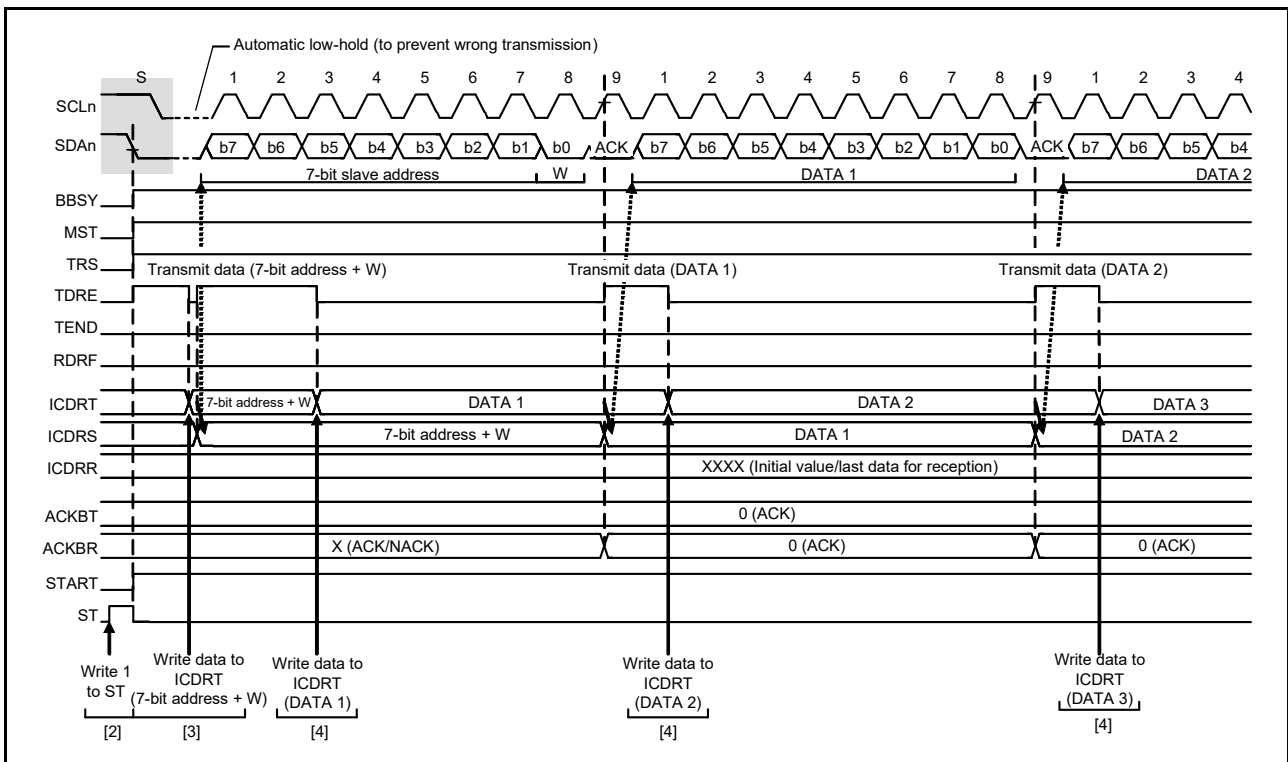 Automatic low-hold (to prevent wrong transmission)
S 1 2 3 4 5 6 7 8 9 1 2 3 4 5 6 7 8 9 1 2 3 4
SCLn
SDAn b7 b6 b5 b4 b3 b2 b1 b0 ACK b7 b6 b5 b4 b3 b2 b1 b0 ACK b7 b6 b5 b4
7-bit slave address W DATA 1 DATA 2
BBSY
MST
TRS
Transmit data (7-bit address + W) Transmit data (DATA 1) Transmit data (DATA 2)
TDRE
TEND
RDRF
ICDRT 7-bit address + W DATA 1 DATA 2 DATA 3
ICDRS 7-bit address + W DATA 1 DATA 2
ICDRR XXXX (Initial value/last data for reception)
ACKBT 0 (ACK)
ACKBR X (ACK/NACK) 0 (ACK) 0 (ACK)
START
ST
Write 1
to ST
[2]
Write data to
ICDRT
(7-bit address + W)
[3]
Write data to
ICDRT
(DATA 1)
[4]
Write data to
ICDRT
(DATA 2)
[4]
Write data to
ICDRT
(DATA 3)
[4]